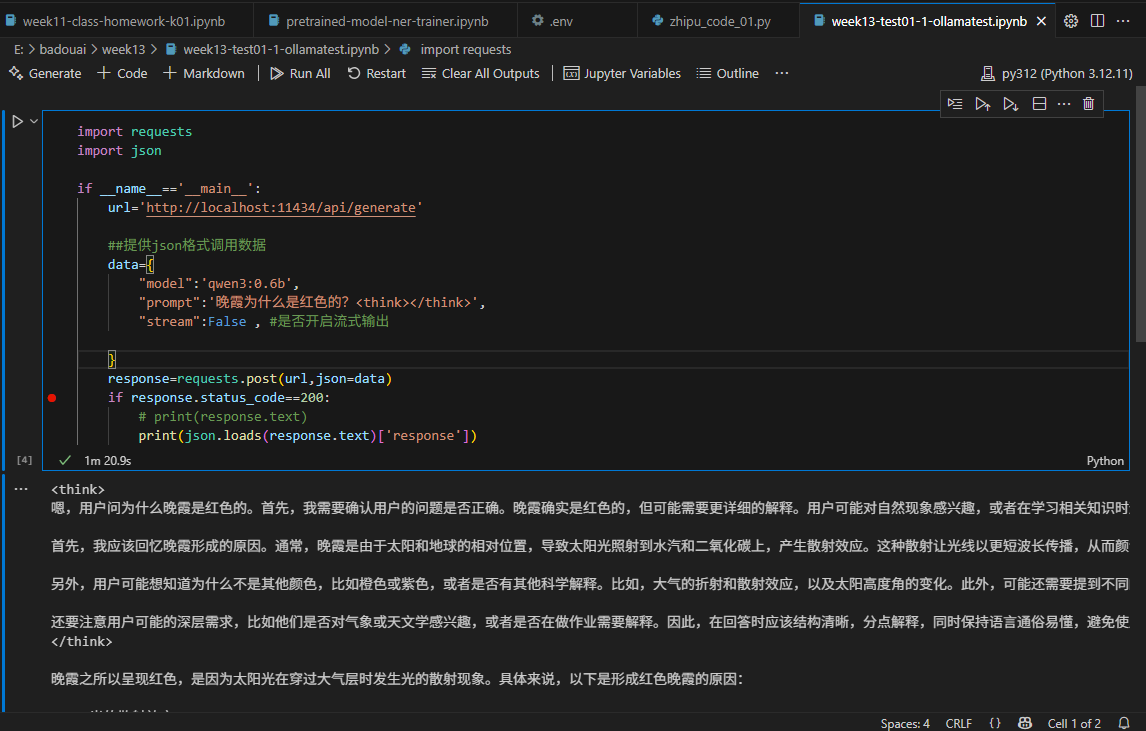 week11-class-homework-k01.ipynb
pretrained-model-ner-trainer.ipynb
.env
zhipu_code_01.py
week13-test01-1-ollamatest.ipynb
E: > badouai > week13 > week13-test01-1-ollamatest.ipynb > import requests
Generate + Code + Markdown | Run All Restart Clear All Outputs | Jupyter Variables Outline ... py312 (Python 3.12.11)
import requests
import json
if __name__=='__main__':
url='http://localhost:11434/api/generate'
##提供json格式调用数据
data={
"model":'qwen3:0.6b',
"prompt":'晚霞为什么是红色的？<think></think>',
"stream":False , #是否开启流式输出
}
response=requests.post(url,json=data)
if response.status_code==200:
# print(response.text)
print(json.loads(response.text)['response'])
[4] 1m 20.9s Python
<think>
嗯，用户问为什么晚霞是红色的。首先，我需要确认用户的问题是否正确。晚霞确实是红色的，但可能需要更详细的解释。用户可能对自然现象感兴趣，或者在学习相关知识时
首先，我应该回忆晚霞形成的原因。通常，晚霞是由于太阳和地球的相对位置，导致太阳光照射到水汽和二氧化碳上，产生散射效应。这种散射让光线以更短波长传播，从而颜
另外，用户可能想知道为什么不是其他颜色，比如橙色或紫色，或者是否有其他科学解释。比如，大气的折射和散射效应，以及太阳高度角的变化。此外，可能还需要提到不同
还要注意用户可能的深层需求，比如他们是否对气象或天文学感兴趣，或者是否在做作业需要解释。因此，在回答时应该结构清晰，分点解释，同时保持语言通俗易懂，避免使
</think>
晚霞之所以呈现红色，是因为太阳光在穿过大气层时发生光的散射现象。具体来说，以下是形成红色晚霞的原因：
Spaces: 4 CRLF {} Cell 1 of 2